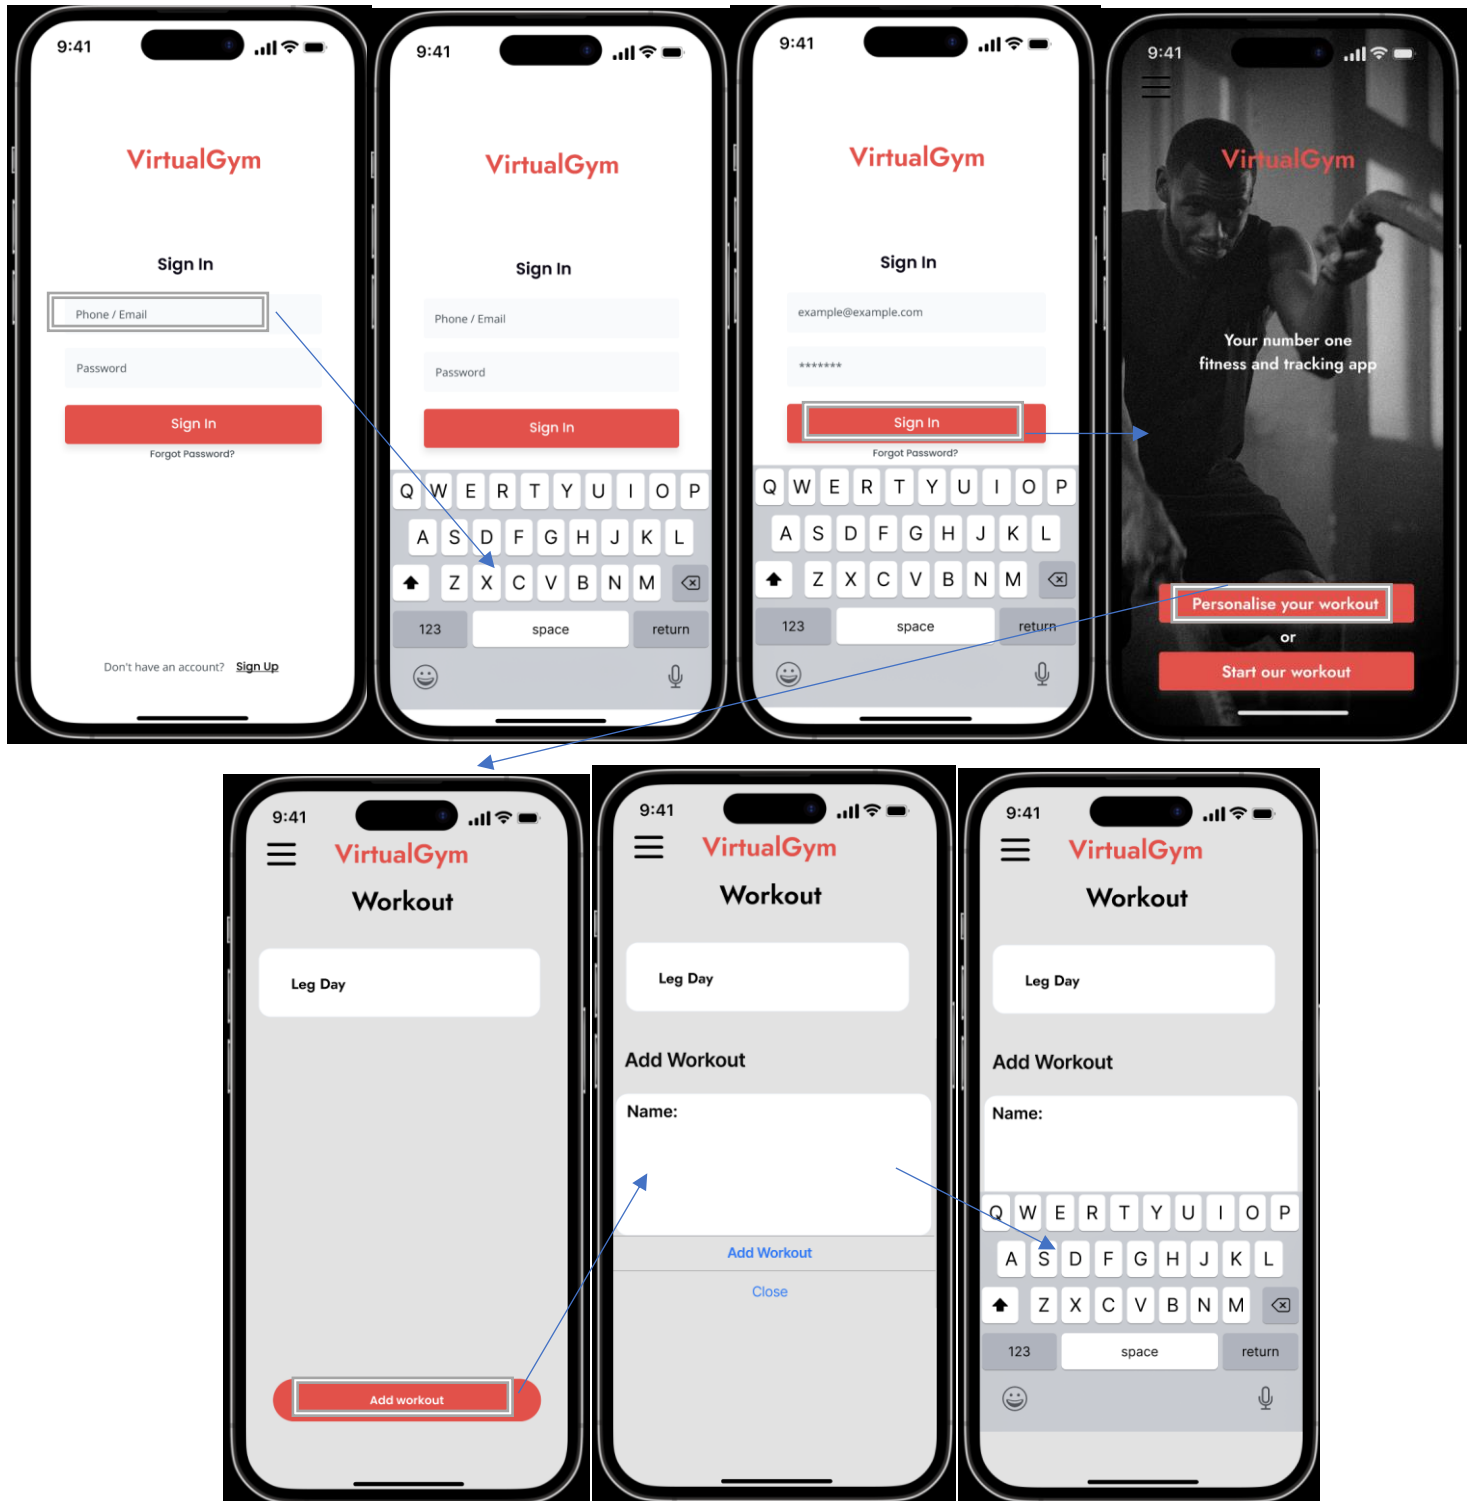 9:41
VirtualGym
Sign In
Phone / Email
Password
Sign In
Forgot Password?
Don't have an account? Sign Up
9:41
VirtualGym
Sign In
Phone / Email
Password
Sign In
Q W E R T Y U I O P
A S D F G H J K L
Z X C V B N M
123 space return
9:41
VirtualGym
Sign In
example@example.com
*******
Sign In
Forgot Password?
Q W E R T Y U I O P
A S D F G H J K L
Z X C V B N M
123 space return
9:41
VirtualGym
Your number one
fitness and tracking app
Personalise your workout
or
Start our workout
9:41
VirtualGym
Workout
Leg Day
Add workout
9:41
VirtualGym
Workout
Leg Day
Add Workout
Name:
Add Workout
Close
9:41
VirtualGym
Workout
Leg Day
Add Workout
Name:
Q W E R T Y U I O P
A S D F G H J K L
Z X C V B N M
123 space return